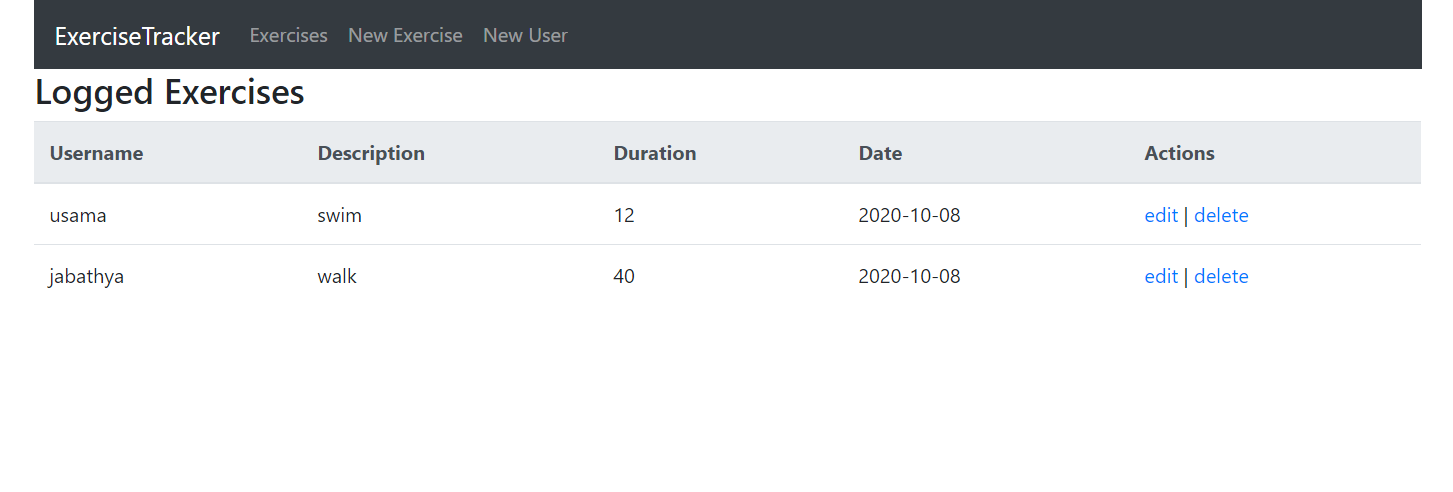 ExerciseTracker Exercises New Exercise New User
Logged Exercises
Username Description Duration Date Actions
usama swim 12 2020-10-08 edit | delete
jabathya walk 40 2020-10-08 edit | delete